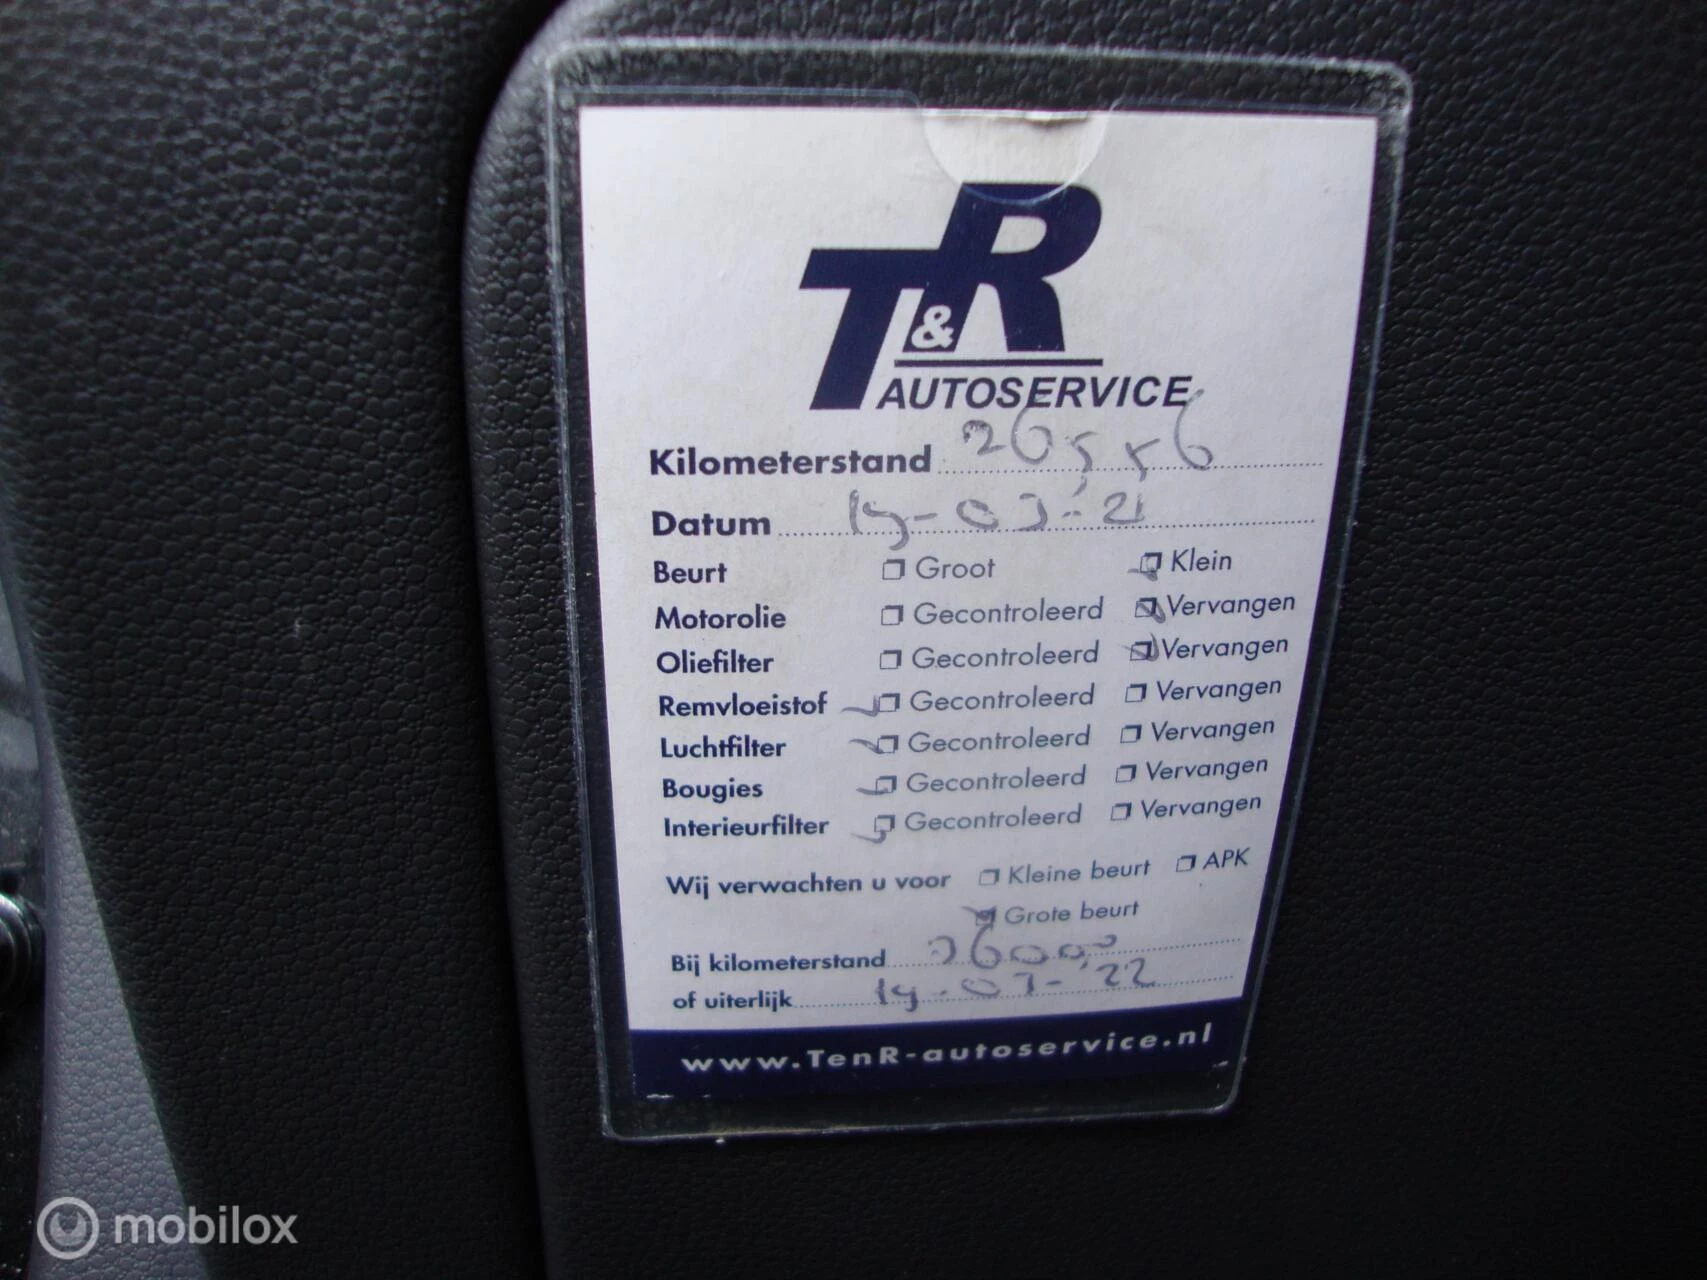 T&R
AUTOSERVICE
Kilometerstand 26556
Datum 19-03-'21
Beurt Groot Klein
Motorolie Gecontroleerd Vervangen
Oliefilter Gecontroleerd Vervangen
Remvloeistof Gecontroleerd Vervangen
Luchtfilter Gecontroleerd Vervangen
Bougies Gecontroleerd Vervangen
Interieurfilter Gecontroleerd Vervangen
Wij verwachten u voor Kleine beurt APK
Grote beurt
Bij kilometerstand
of uiterlijk 19-03-'22
www.TenR-autoservice.nl
mobilox